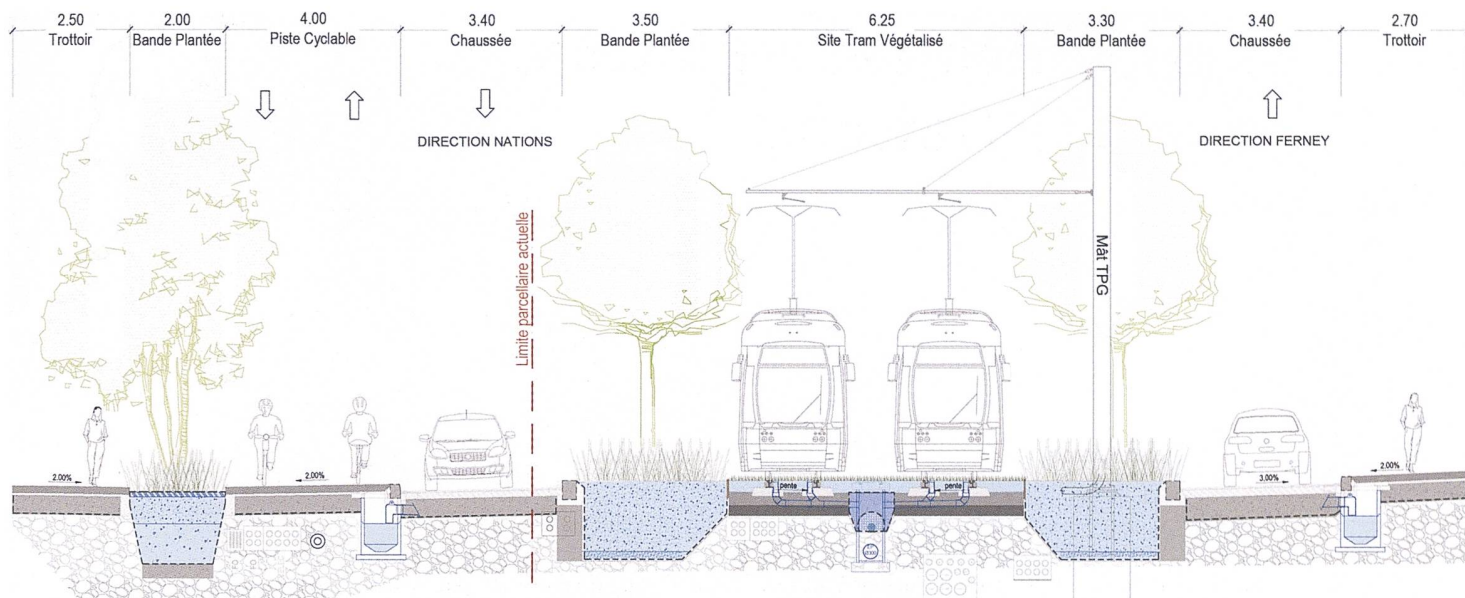 2.50
Trottoir
2.00
Bande Plantée
4.00
Piste Cyclable
3.40
Chaussée
3.50
Bande Plantée
6.25
Site Tram Végétalisé
3.30
Bande Plantée
3.40
Chaussée
2.70
Trottoir
DIRECTION NATIONS
DIRECTION FERNEY
Limite parcellaire actuelle
Mât TPG
2.00%
2.00%
pente
pente
3.00%
2.00%